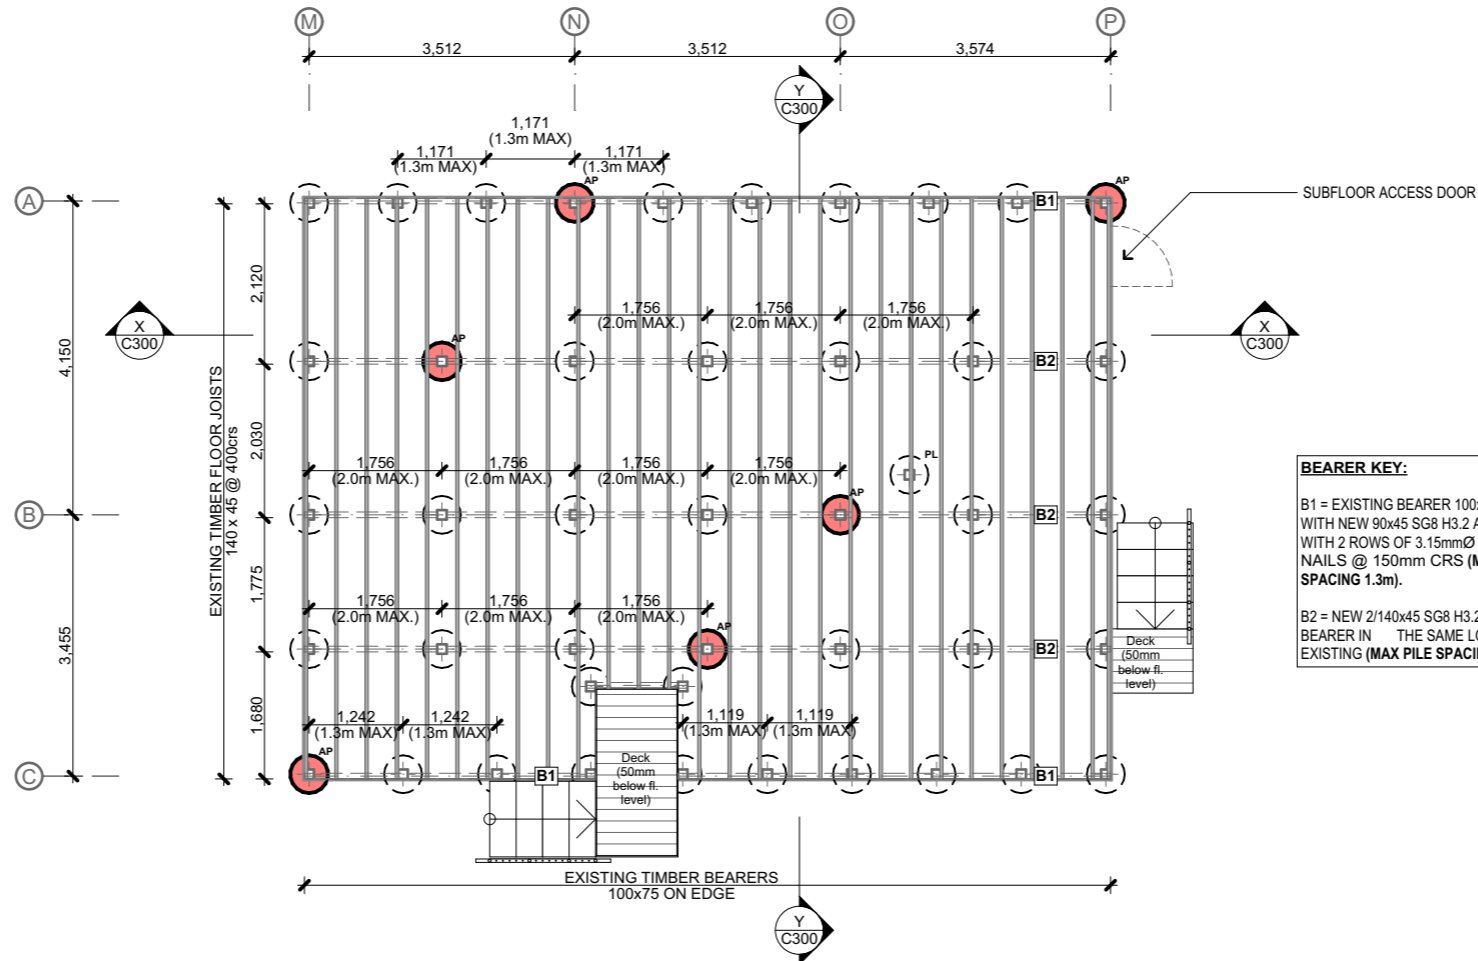 M
N
O
P
3,512
3,512
3,574
Y
C300
1,171
(1.3m MAX)
1,171
(1.3m MAX)
1,171
(1.3m MAX)
A
AP
B1
AP
SUBFLOOR ACCESS DOOR
2,120
1,756
(2.0m MAX.)
1,756
(2.0m MAX.)
1,756
(2.0m MAX.)
X
C300
X
C300
4,150
AP
B2
EXISTING TIMBER FLOOR JOISTS
140 x 45 @ 400crs
2,030
1,756
(2.0m MAX.)
1,756
(2.0m MAX.)
1,756
(2.0m MAX.)
1,756
(2.0m MAX.)
PL
BEARER KEY:
B1 = EXISTING BEARER 100
WITH NEW 90x45 SG8 H3.2
WITH 2 ROWS OF 3.15mmØ
NAILS @ 150mm CRS (M
SPACING 1.3m).
B2 = NEW 2/140x45 SG8 H3.2
BEARER IN THE SAME LO
EXISTING (MAX PILE SPACIN
B
AP
B2
1,775
1,756
(2.0m MAX.)
1,756
(2.0m MAX.)
1,756
(2.0m MAX.)
3,455
AP
B2
Deck
(50mm
below fl.
level)
1,680
1,242
(1.3m MAX)
1,242
(1.3m MAX)
1,119
(1.3m MAX)
1,119
(1.3m MAX)
C
AP
B1
Deck
(50mm
below fl.
level)
B1
EXISTING TIMBER BEARERS
100x75 ON EDGE
Y
C300